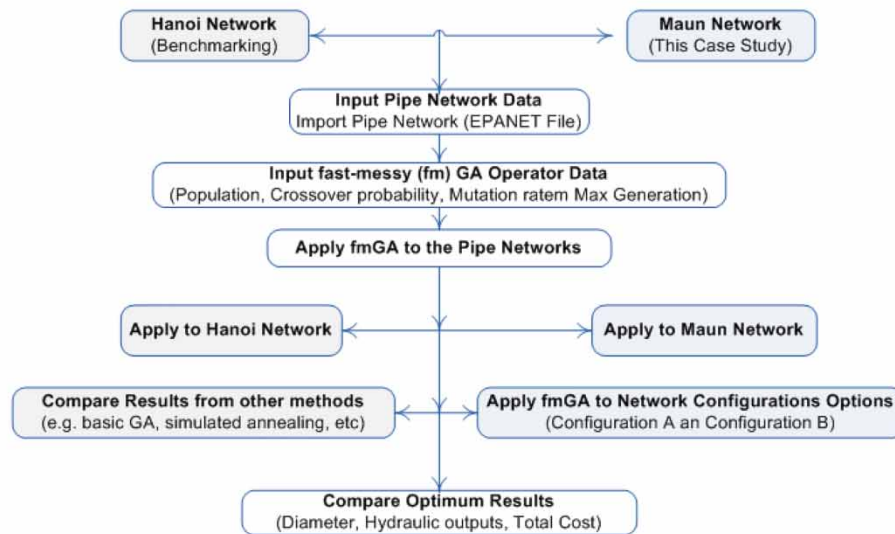 Hanoi Network
(Benchmarking)
Maun Network
(This Case Study)
Input Pipe Network Data
Import Pipe Network (EPANET File)
Input fast-messy (fm) GA Operator Data
(Population, Crossover probability, Mutation ratem Max Generation)
Apply fmGA to the Pipe Networks
Apply to Hanoi Network
Apply to Maun Network
Compare Results from other methods
(e.g. basic GA, simulated annealing, etc)
Apply fmGA to Network Configurations Options
(Configuration A an Configuration B)
Compare Optimum Results
(Diameter, Hydraulic outputs, Total Cost)